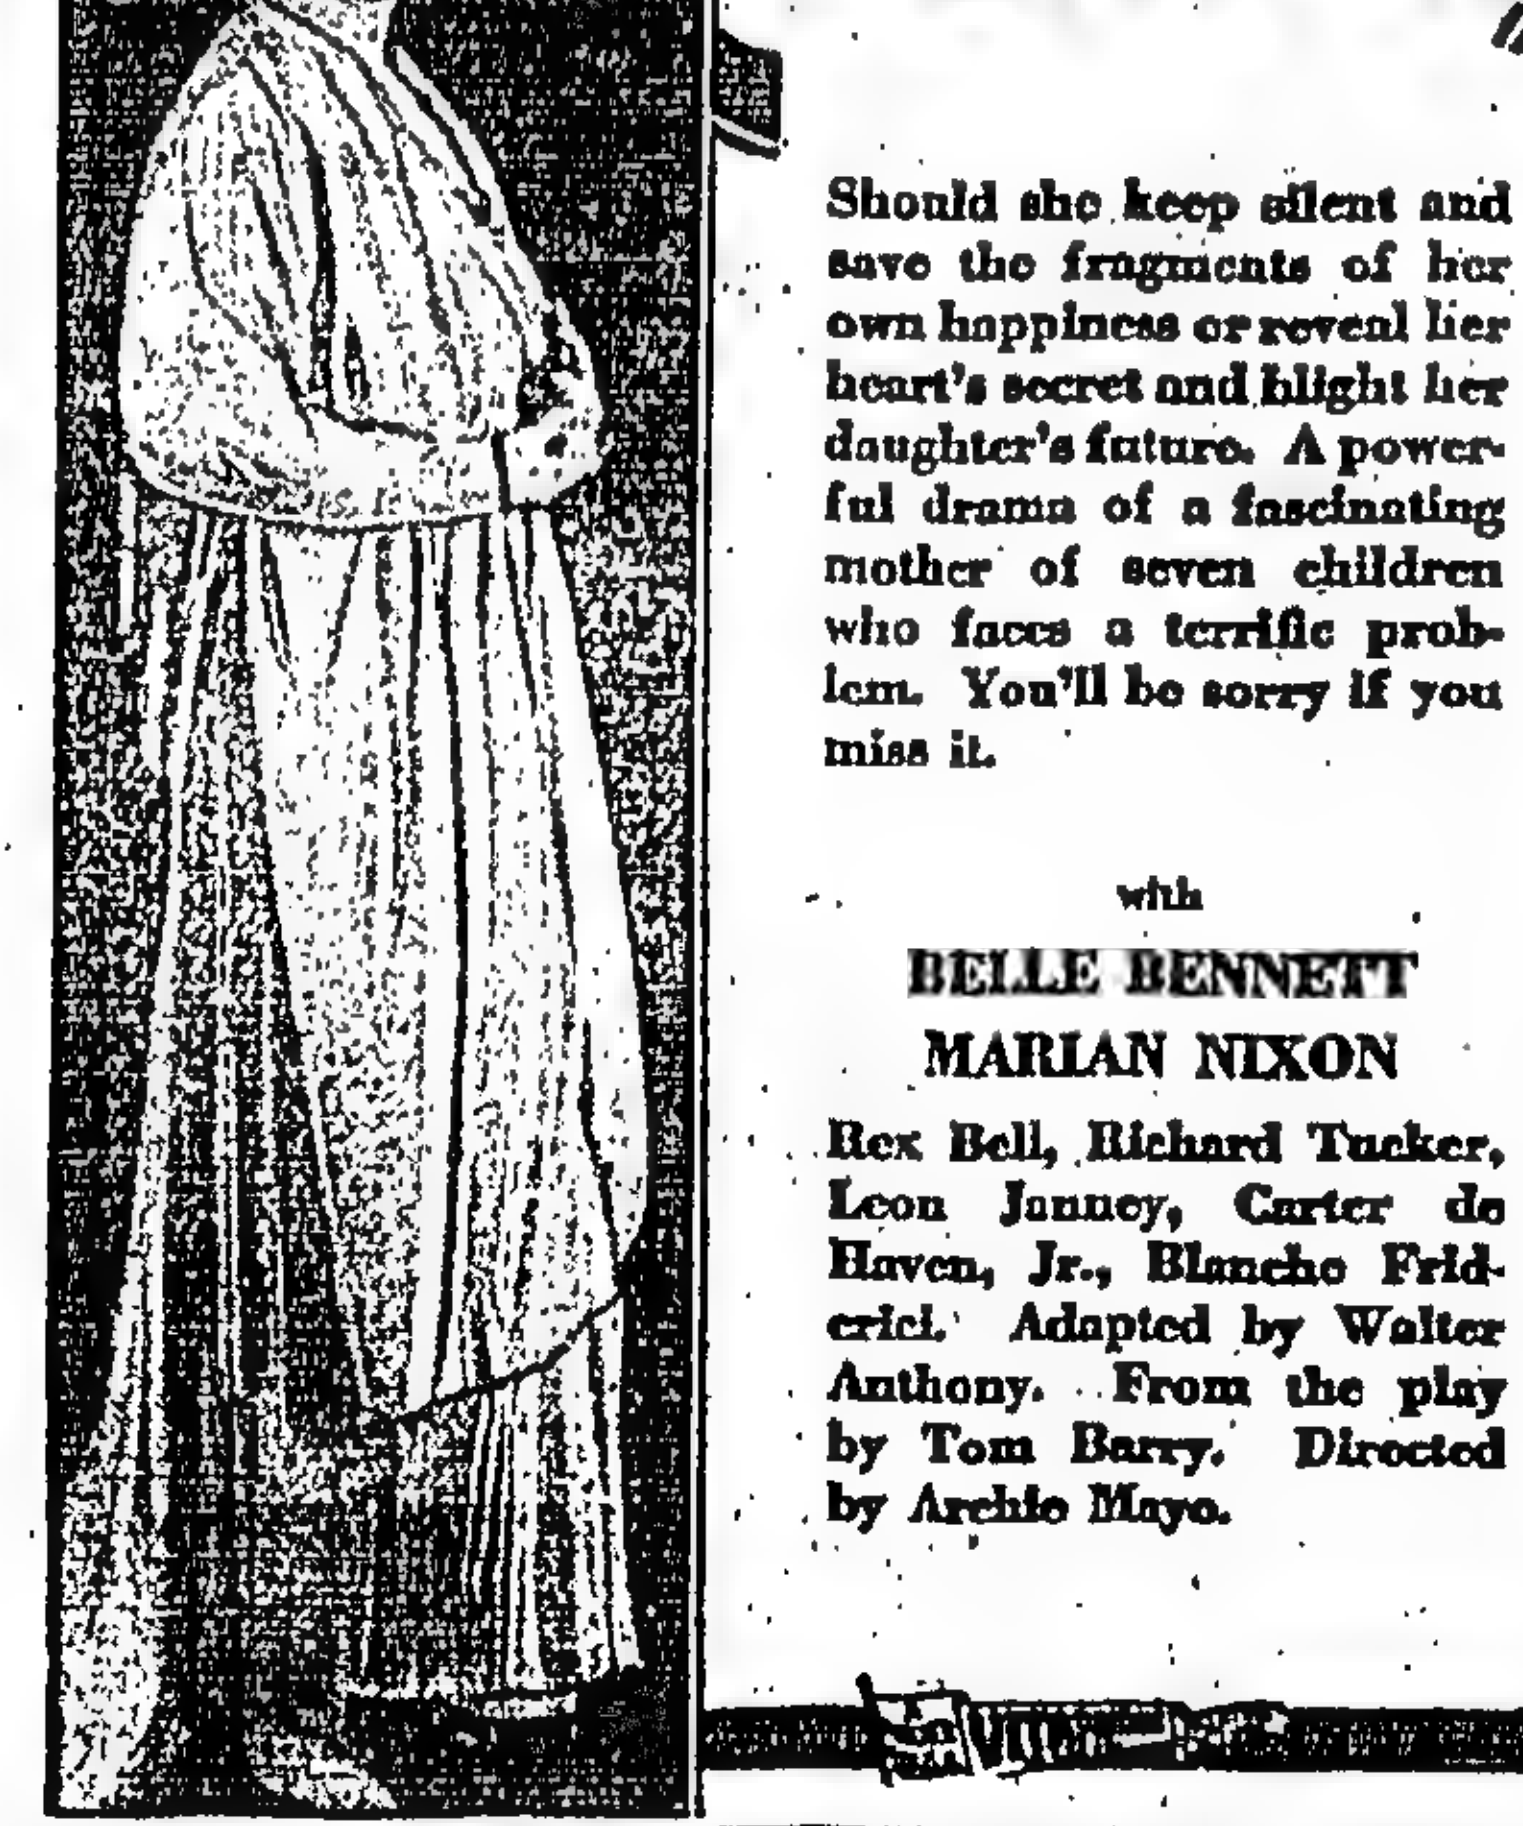 Should she keep silent and
save the fragments of her
own happiness or reveal her
heart's secret and blight her
daughter's future. A power-
ful drama of a fascinating
mother of seven children
who faces a terrific prob-
lem. You'll be sorry if you
miss it.
with
BELLE BENNETT
MARIAN NIXON
Rex Bell, Richard Tucker,
Leon Janney, Carter de
Haven, Jr., Blanche Frid-
erici. Adapted by Walter
Anthony. From the play
by Tom Barry. Directed
by Archie Mayo.